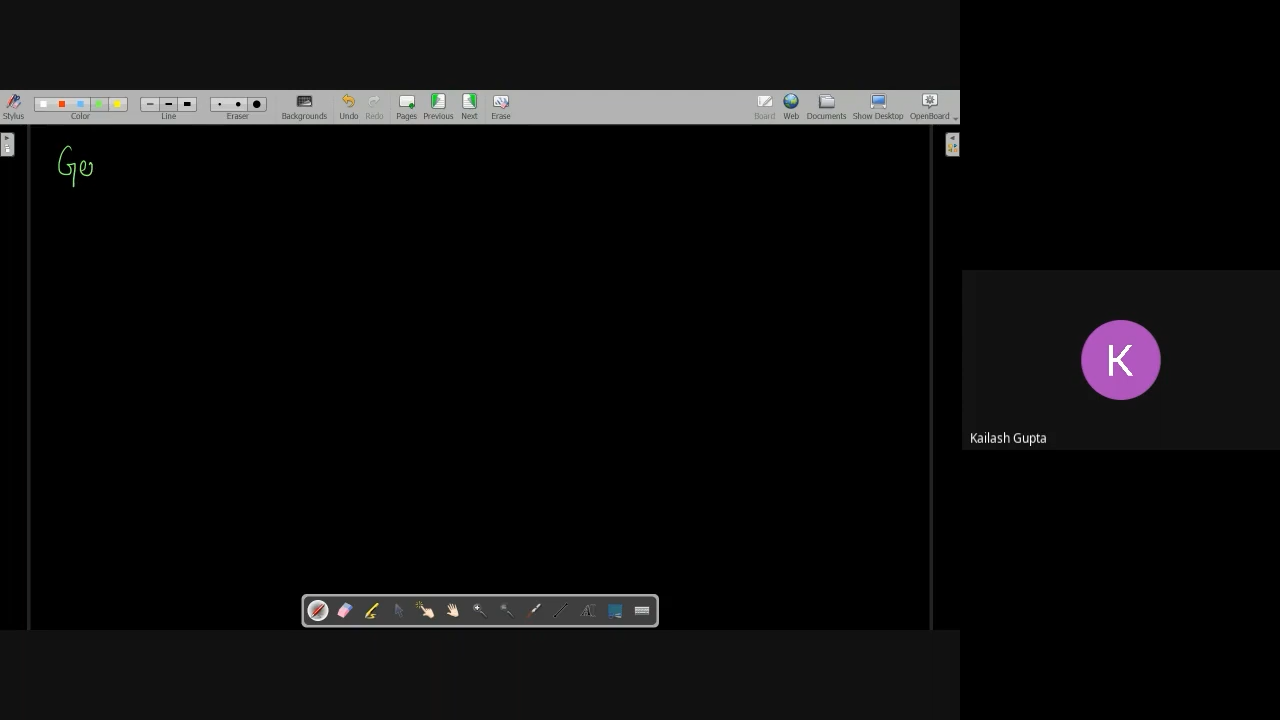 Stylus Color Line Eraser Backgrounds Undo Redo Pages Previous Next Erase Board Web Documents Show Desktop OpenBoard
Ge
K
Kailash Gupta